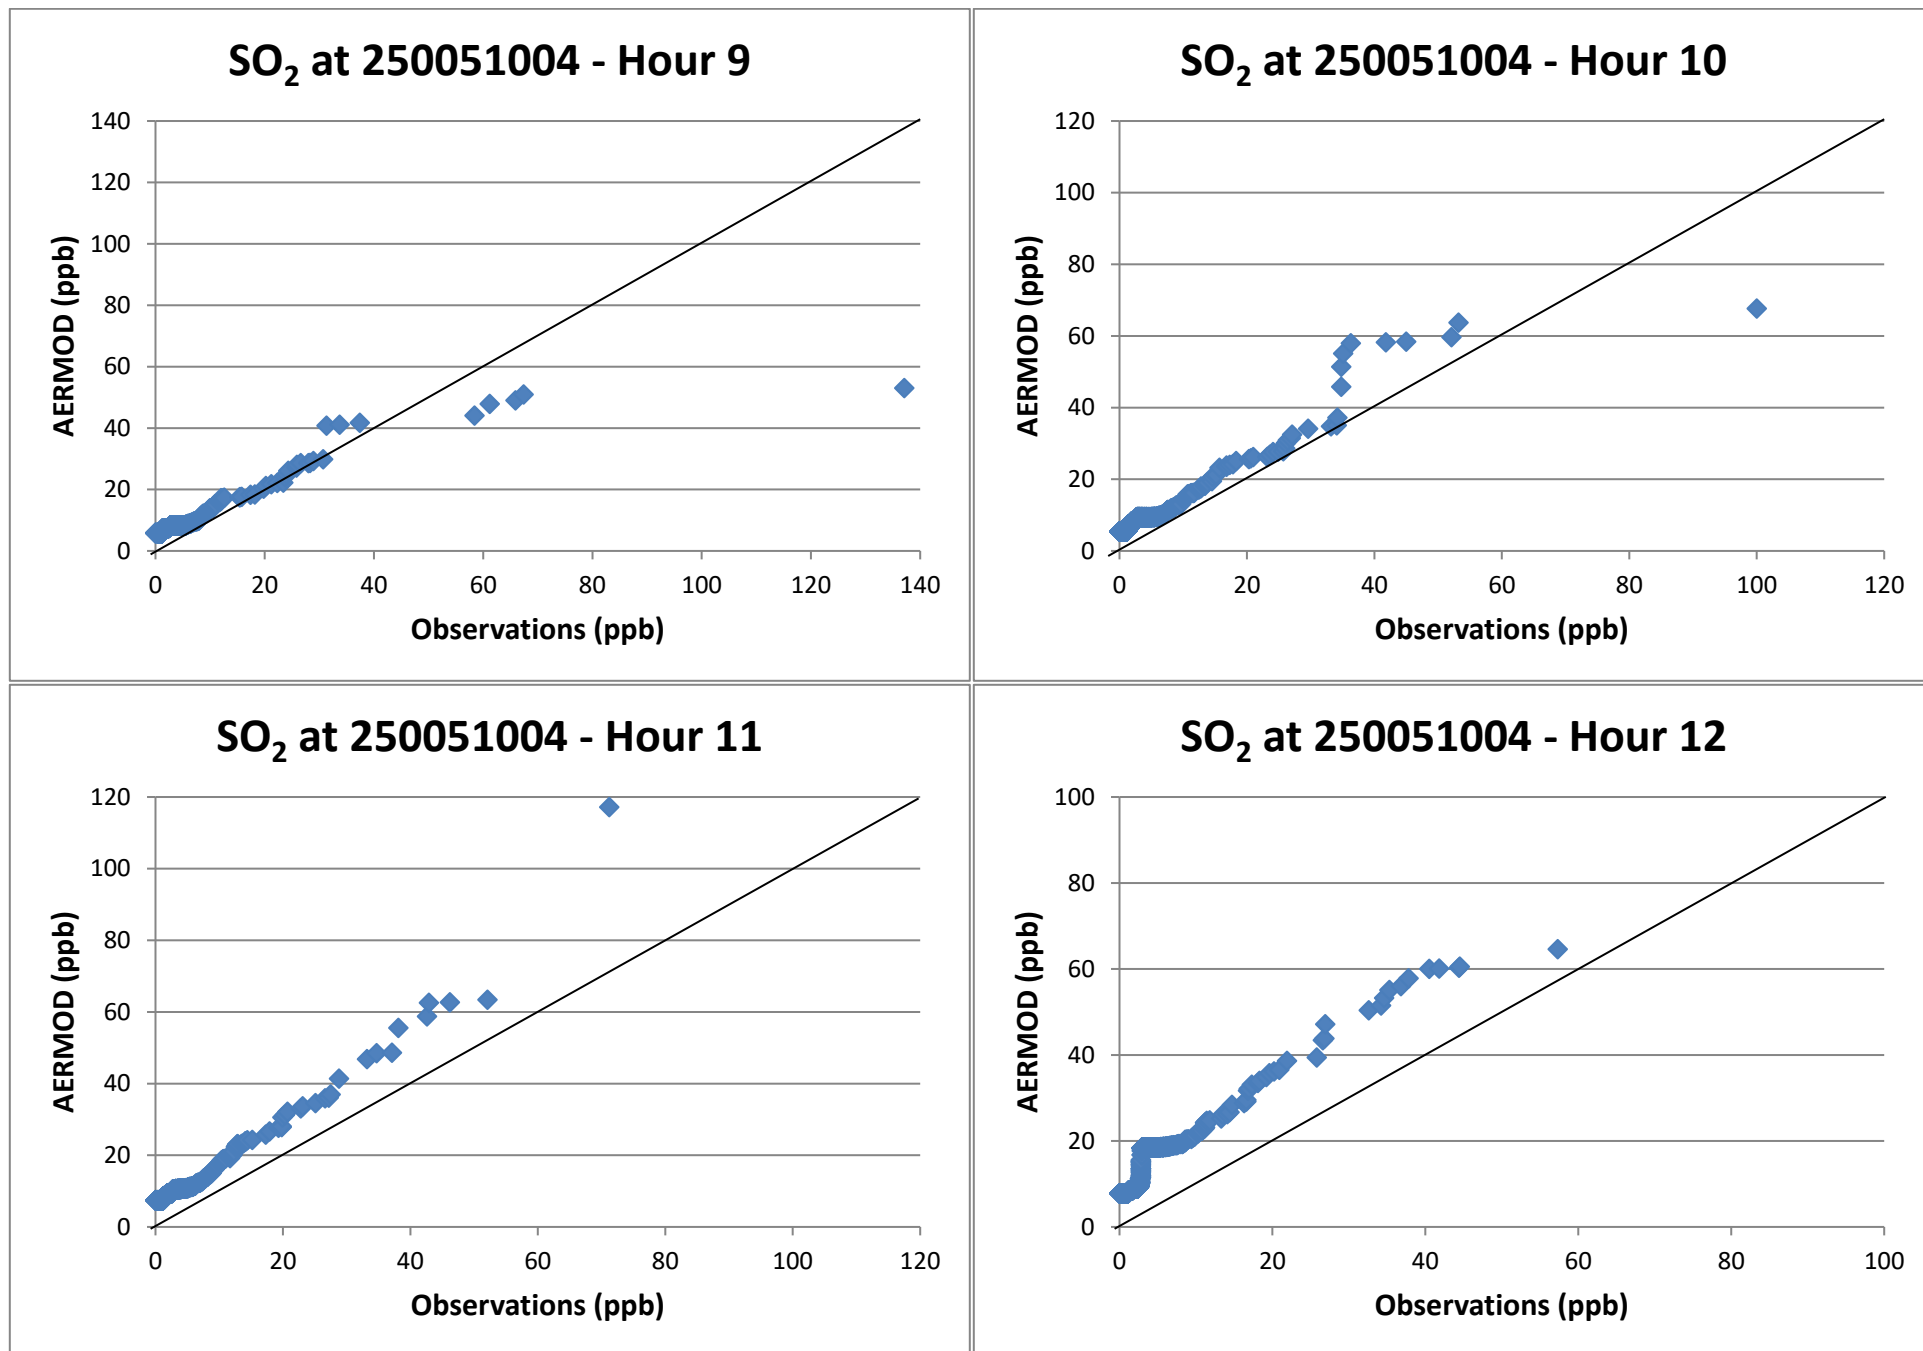 SO₂ at 250051004 - Hour 9
140
120
100
80
60
40
20
0
AERMOD (ppb)
0 20 40 60 80 100 120 140
Observations (ppb)
SO₂ at 250051004 - Hour 10
120
100
80
60
40
20
0
AERMOD (ppb)
0 20 40 60 80 100 120
Observations (ppb)
SO₂ at 250051004 - Hour 11
120
100
80
60
40
20
0
AERMOD (ppb)
0 20 40 60 80 100 120
Observations (ppb)
SO₂ at 250051004 - Hour 12
100
80
60
40
20
0
AERMOD (ppb)
0 20 40 60 80 100
Observations (ppb)